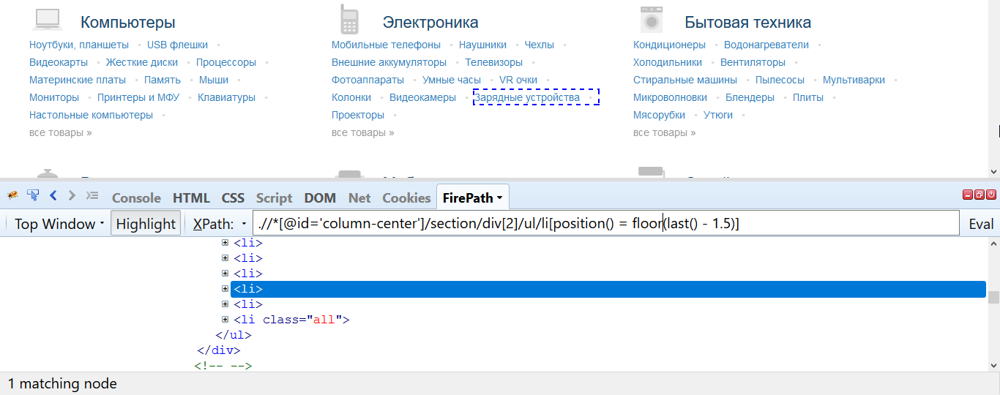 Компьютеры
Ноутбуки, планшеты • USB флешки •
Видеокарты • Жесткие диски • Процессоры •
Материнские платы • Память • Мыши •
Мониторы • Принтеры и МФУ • Клавиатуры •
Настольные компьютеры •
все товары »
Электроника
Мобильные телефоны • Наушники • Чехлы •
Внешние аккумуляторы • Телевизоры •
Фотоаппараты • Умные часы • VR очки •
Колонки • Видеокамеры • Зарядные устройства •
Проекторы •
все товары »
Бытовая техника
Кондиционеры • Водонагреватели •
Холодильники • Вентиляторы •
Стиральные машины • Пылесосы • Мультиварки •
Микроволновки • Блендеры • Плиты •
Мясорубки • Утюги •
все товары »
Console HTML CSS Script DOM Net Cookies FirePath
Top Window Highlight XPath: .//*[@id='column-center']/section/div[2]/ul/li[position() = floor(last() - 1.5)] Eval
<li>
<li>
<li>
<li>
<li>
<li class="all">
</ul>
</div>
<!-- -->
1 matching node